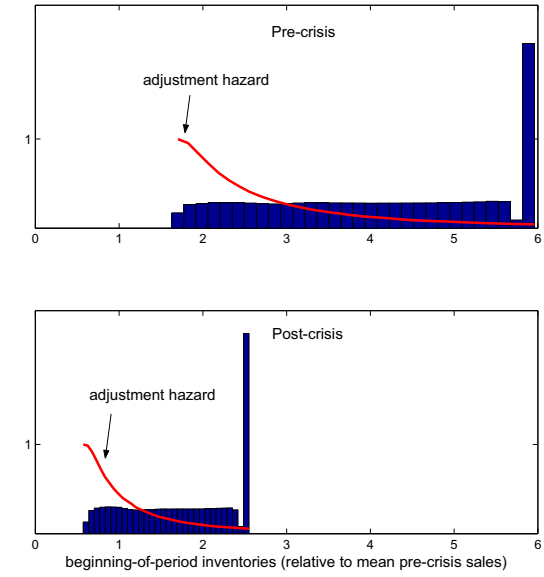 Pre-crisis
adjustment hazard
1
0 1 2 3 4 5 6
Post-crisis
adjustment hazard
1
0 1 2 3 4 5 6
beginning-of-period inventories (relative to mean pre-crisis sales)